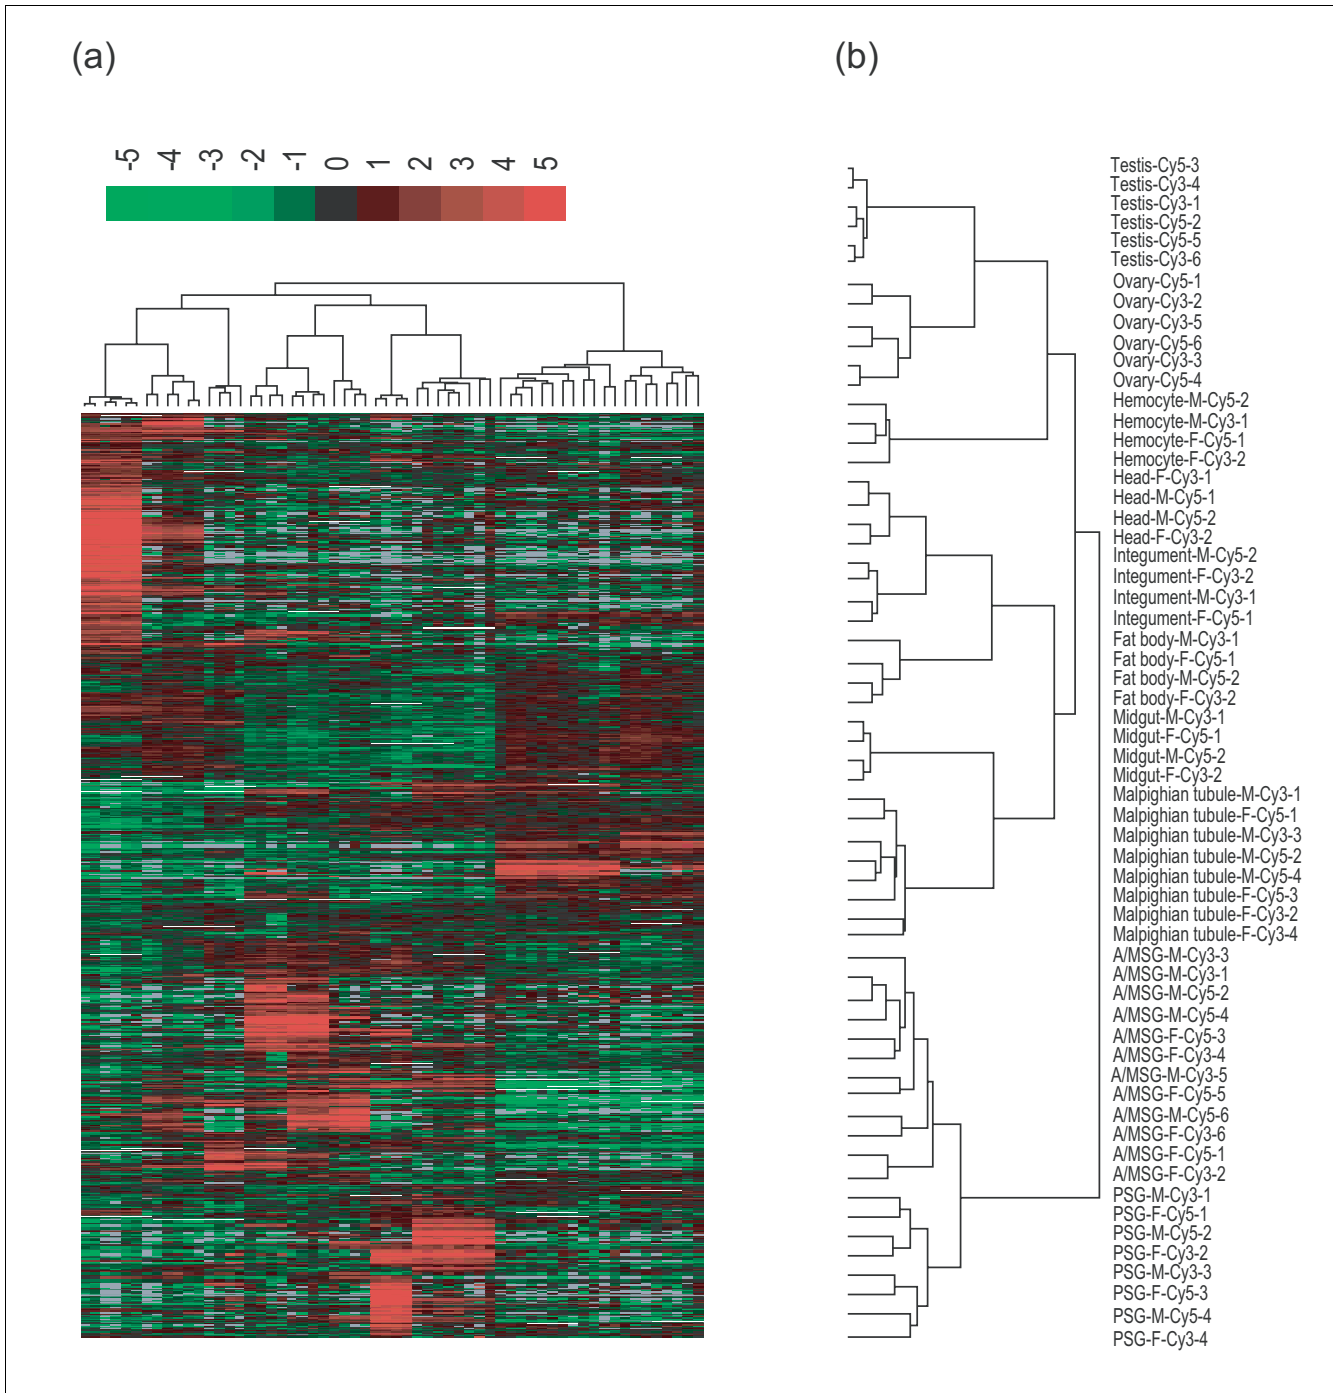 (a)
(b)
-5
-4
-3
-2
-1
0
1
2
3
4
5
Testis-Cy5-3
Testis-Cy3-4
Testis-Cy3-1
Testis-Cy5-2
Testis-Cy5-5
Testis-Cy3-6
Ovary-Cy5-1
Ovary-Cy3-2
Ovary-Cy3-5
Ovary-Cy5-6
Ovary-Cy3-3
Ovary-Cy5-4
Hemocyte-M-Cy5-2
Hemocyte-M-Cy3-1
Hemocyte-F-Cy5-1
Hemocyte-F-Cy3-2
Head-F-Cy3-1
Head-M-Cy5-1
Head-M-Cy5-2
Head-F-Cy3-2
Integument-M-Cy5-2
Integument-F-Cy3-2
Integument-M-Cy3-1
Integument-F-Cy5-1
Fat body-M-Cy3-1
Fat body-F-Cy5-1
Fat body-M-Cy5-2
Fat body-F-Cy3-2
Midgut-M-Cy3-1
Midgut-F-Cy5-1
Midgut-M-Cy5-2
Midgut-F-Cy3-2
Malpighian tubule-M-Cy3-1
Malpighian tubule-F-Cy5-1
Malpighian tubule-M-Cy3-3
Malpighian tubule-M-Cy5-2
Malpighian tubule-M-Cy5-4
Malpighian tubule-F-Cy5-3
Malpighian tubule-F-Cy3-2
Malpighian tubule-F-Cy3-4
A/MSG-M-Cy3-3
A/MSG-M-Cy3-1
A/MSG-M-Cy5-2
A/MSG-M-Cy5-4
A/MSG-F-Cy5-3
A/MSG-F-Cy3-4
A/MSG-M-Cy3-5
A/MSG-F-Cy5-5
A/MSG-M-Cy5-6
A/MSG-F-Cy3-6
A/MSG-F-Cy5-1
A/MSG-F-Cy3-2
PSG-M-Cy3-1
PSG-F-Cy5-1
PSG-M-Cy5-2
PSG-F-Cy3-2
PSG-M-Cy3-3
PSG-F-Cy5-3
PSG-M-Cy5-4
PSG-F-Cy3-4